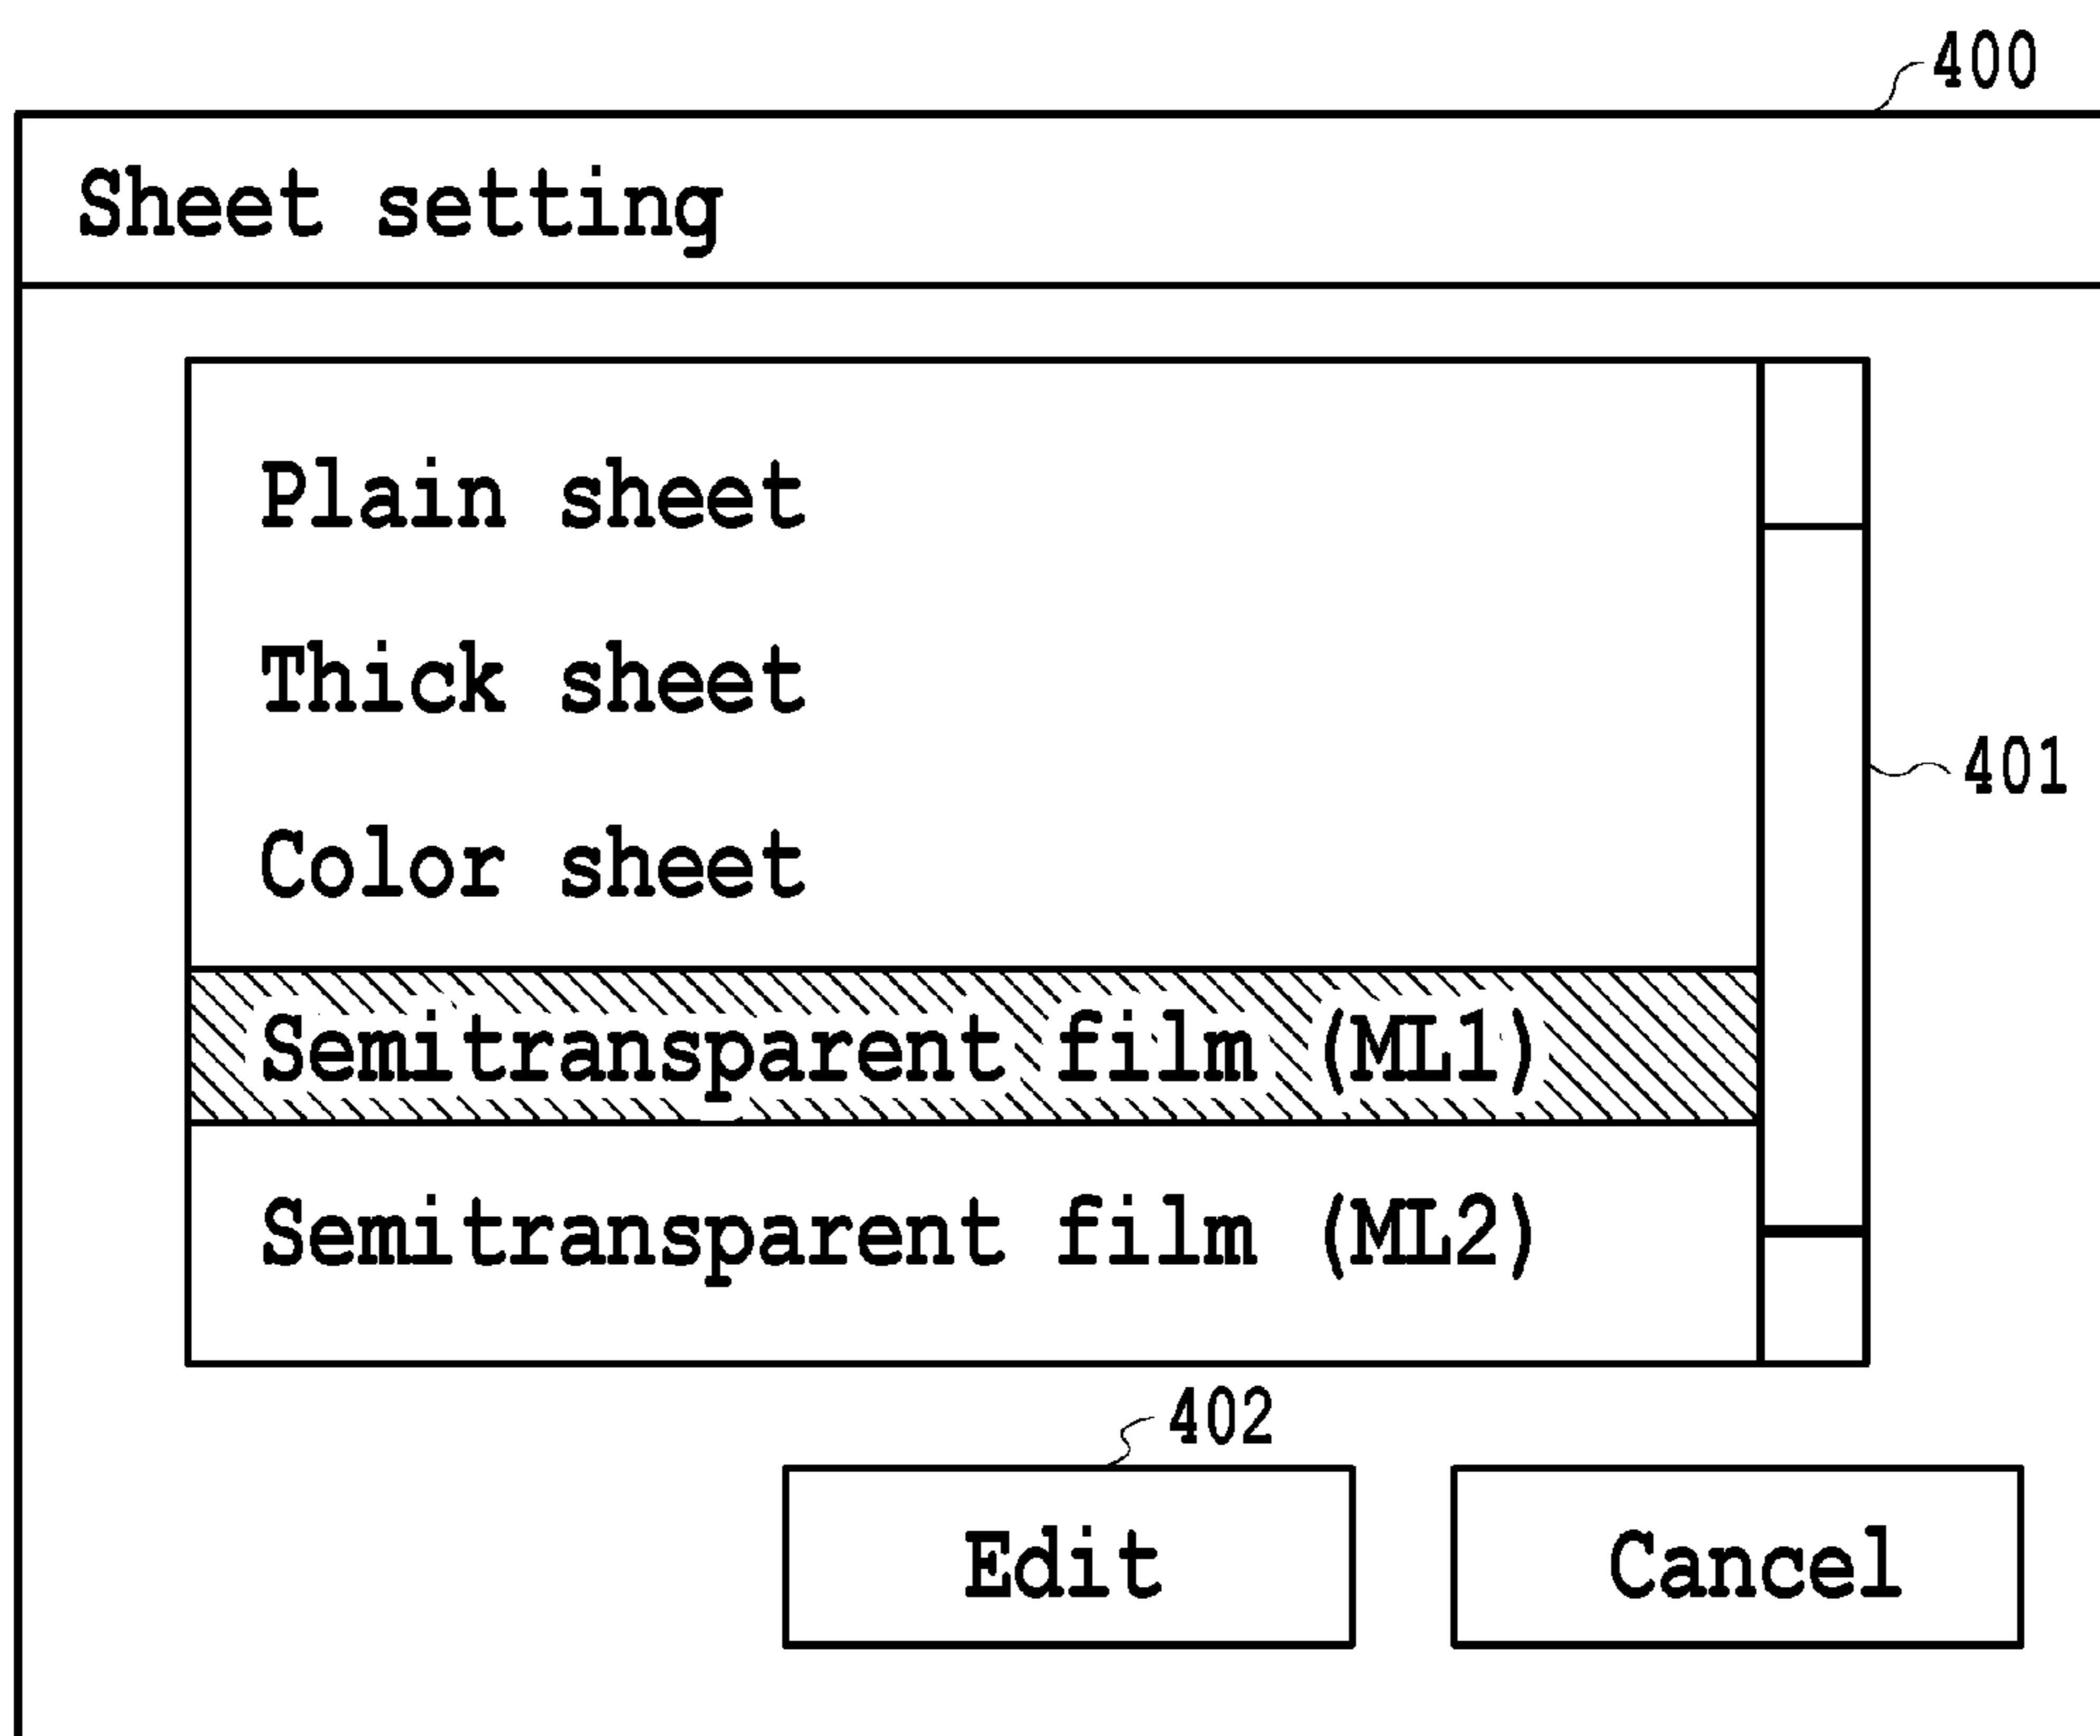 400
Sheet setting
Plain sheet
Thick sheet
401
Color sheet
Semitransparent film (ML1)
Semitransparent film (ML2)
402
Edit
Cancel